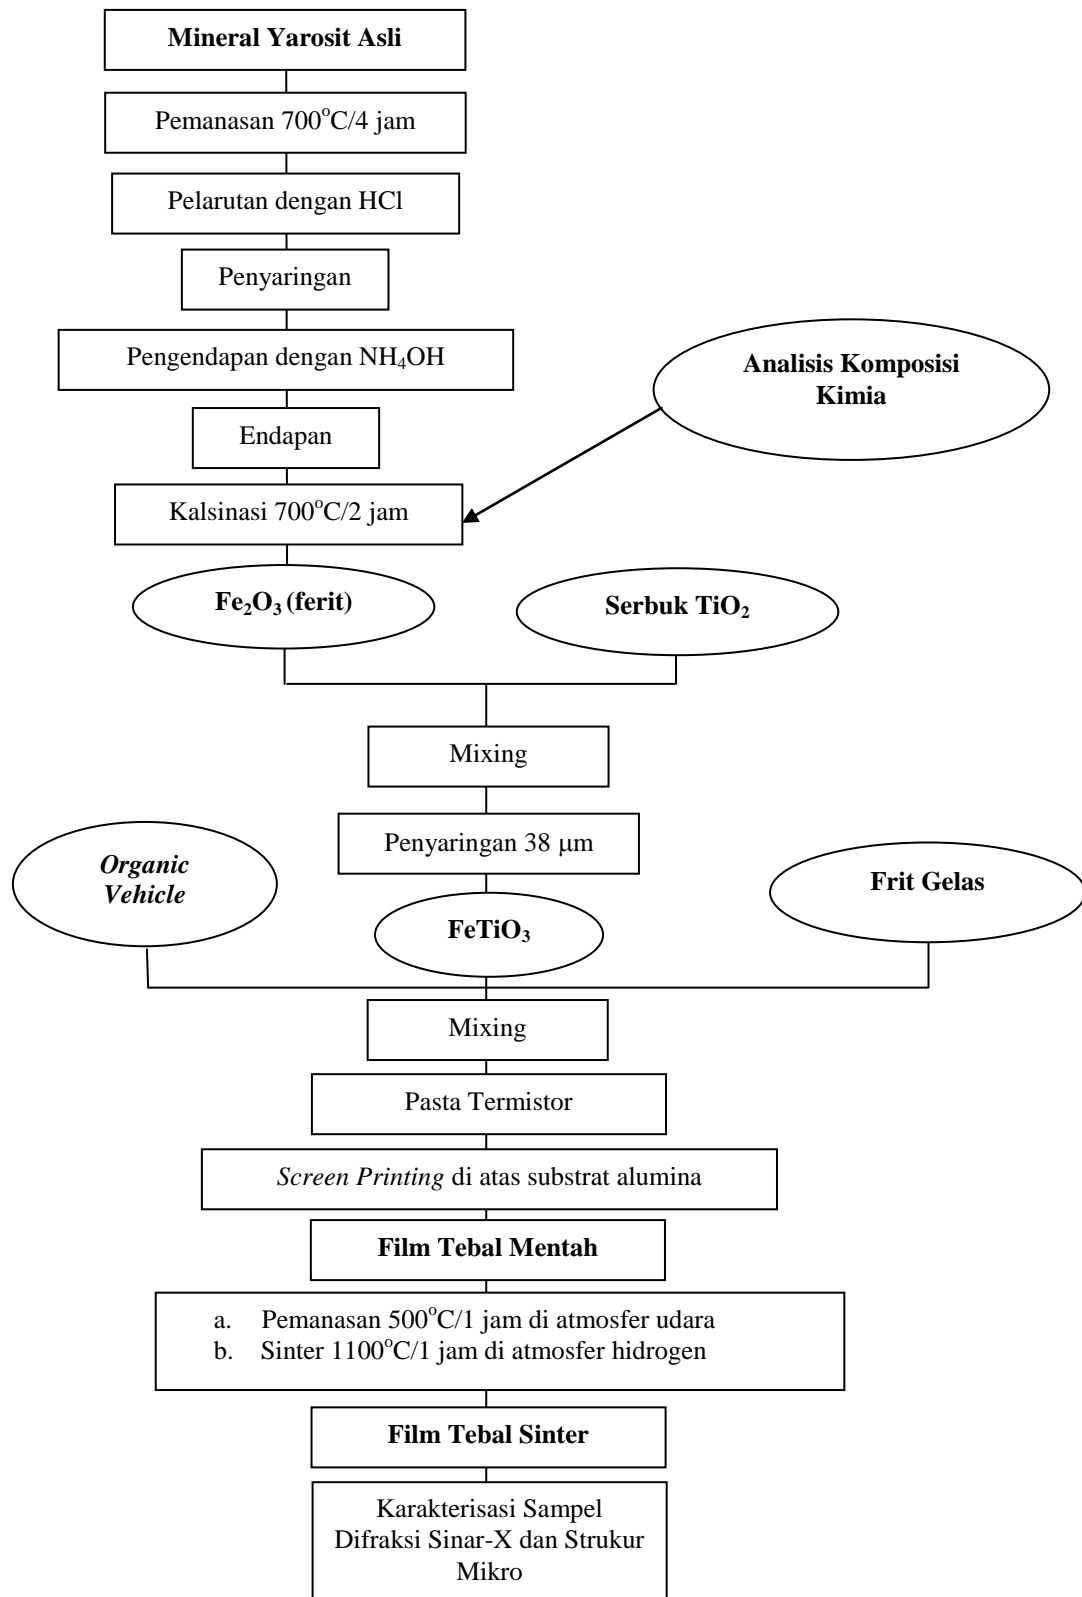 Mineral Yarosit Asli
Pemanasan 700°C/4 jam
Pelarutan dengan HCl
Penyaringan
Pengendapan dengan NH₄OH
Analisis Komposisi
Kimia
Endapan
Kalsinasi 700°C/2 jam
Fe₂O₃ (ferit)
Serbuk TiO₂
Mixing
Penyaringan 38 μm
Organic
Vehicle
FeTiO₃
Frit Gelas
Mixing
Pasta Termistor
Screen Printing di atas substrat alumina
Film Tebal Mentah
a. Pemanasan 500°C/1 jam di atmosfer udara
b. Sinter 1100°C/1 jam di atmosfer hidrogen
Film Tebal Sinter
Karakterisasi Sampel
Difraksi Sinar-X dan Strukur
Mikro